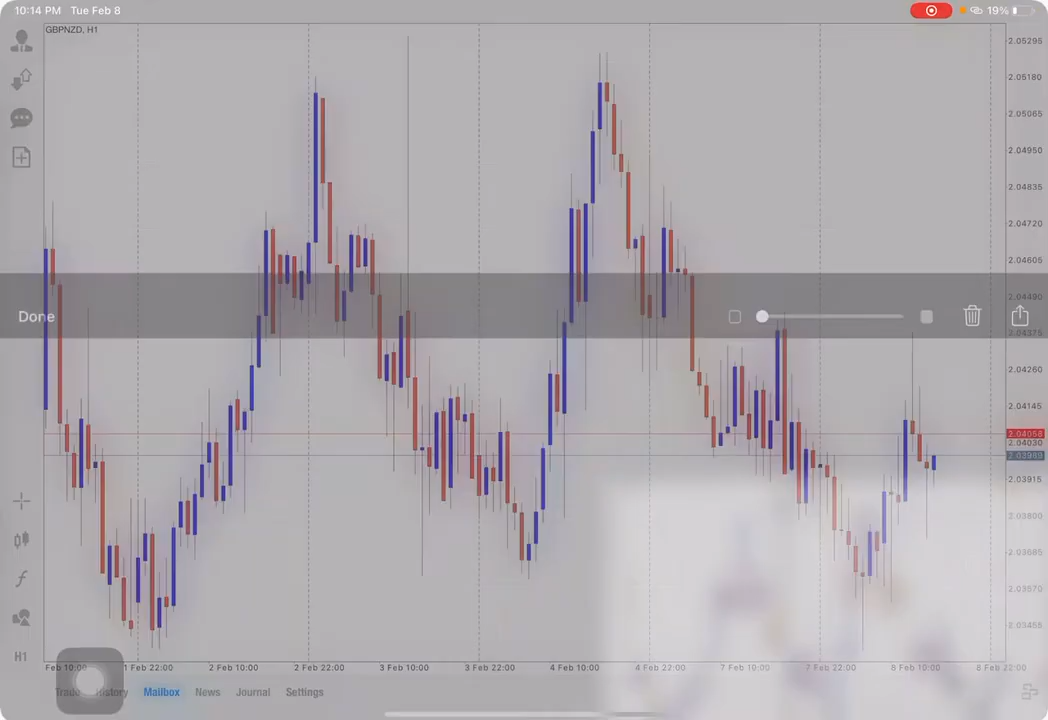 10:14 PM Tue Feb 8
19%
GBPNZD, H1
2.05295
2.05180
2.05065
2.04950
2.04835
2.04720
2.04605
2.04490
Done
2.04375
2.04260
2.04145
2.04058
2.04030
2.03989
2.03915
2.03800
2.03685
2.03570
2.03455
H1
Feb 10:00
1 Feb 22:00
2 Feb 10:00
2 Feb 22:00
3 Feb 10:00
3 Feb 22:00
4 Feb 10:00
4 Feb 22:00
7 Feb 10:00
7 Feb 22:00
8 Feb 10:00
8 Feb 22:00
Trade
History
Mailbox
News
Journal
Settings